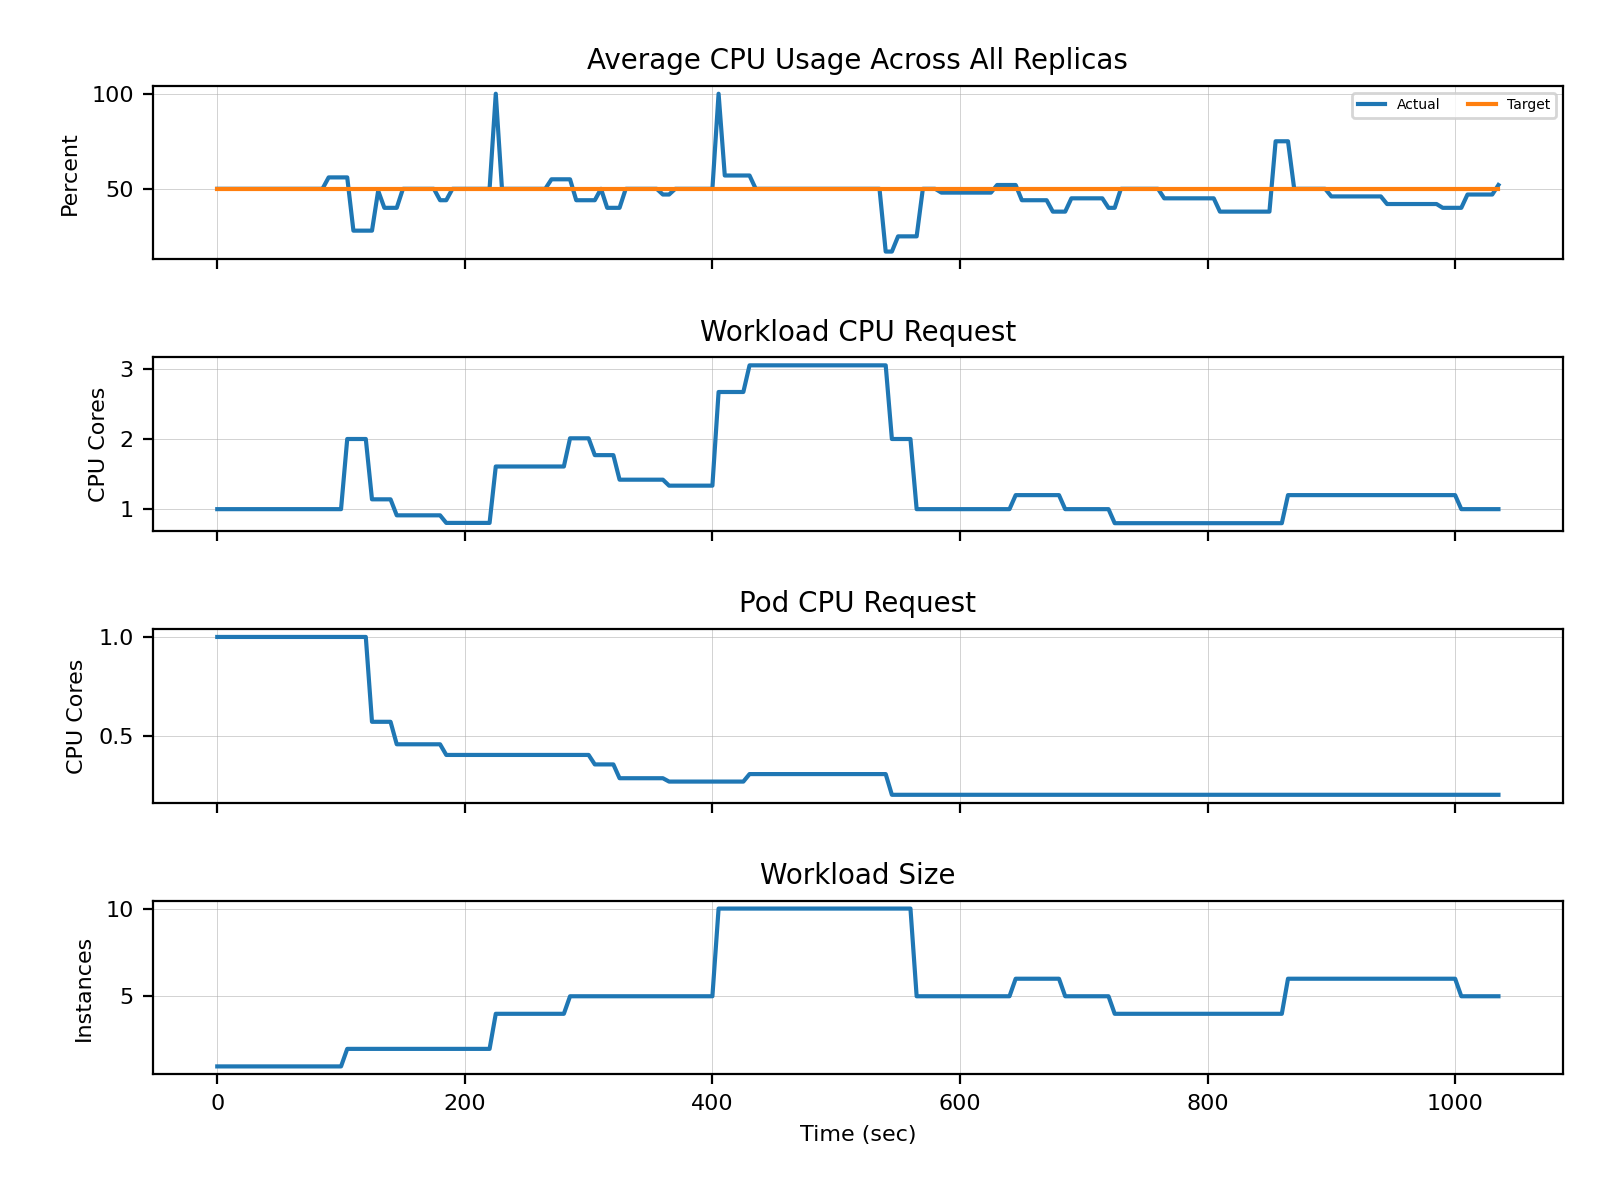 Average CPU Usage Across All Replicas
100
50
Percent
Actual
Target
Workload CPU Request
3
2
1
CPU Cores
Pod CPU Request
1.0
0.5
CPU Cores
Workload Size
10
5
Instances
0 200 400 600 800 1000
Time (sec)